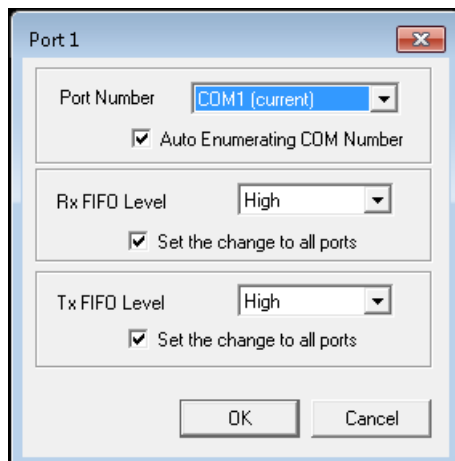 Port 1
Port Number COM1 (current)
Auto Enumerating COM Number
Rx FIFO Level High
Set the change to all ports
Tx FIFO Level High
Set the change to all ports
OK Cancel